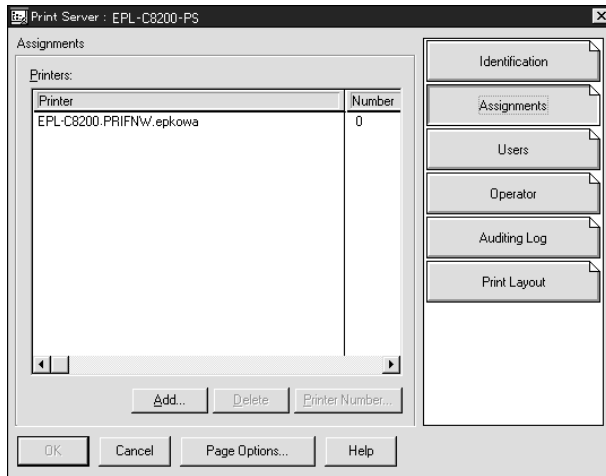 Print Server : EPL-C8200-PS
Assignments
Printers:
Printer Number
EPL-C8200.PRIFNW.epkowa 0
Add... Delete Printer Number...
OK Cancel Page Options... Help
Identification
Assignments
Users
Operator
Auditing Log
Print Layout